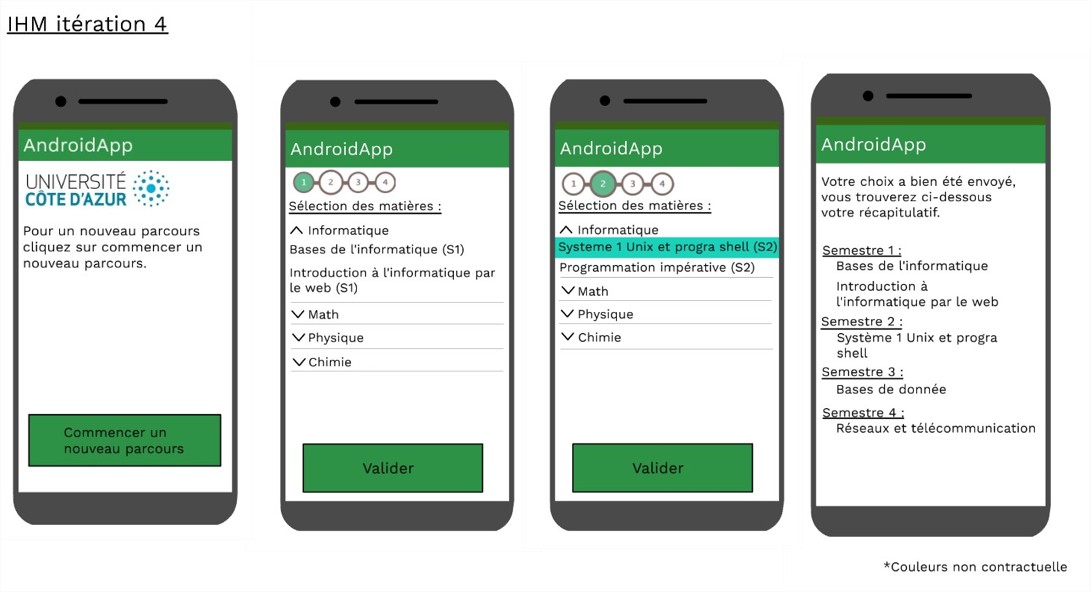 IHM itération 4
AndroidApp
UNIVERSITÉ
CÔTE D'AZUR
Pour un nouveau parcours
cliquez sur commencer un
nouveau parcours.
Commencer un
nouveau parcours
AndroidApp
1 2 3 4
Sélection des matières :
Informatique
Bases de l'informatique (S1)
Introduction à l'informatique par
le web (S1)
Math
Physique
Chimie
Valider
AndroidApp
1 2 3 4
Sélection des matières :
Informatique
Systeme 1 Unix et progra shell (S2)
Programmation impérative (S2)
Math
Physique
Chimie
Valider
AndroidApp
Votre choix a bien été envoyé,
vous trouverez ci-dessous
votre récapitulatif.
Semestre 1 :
Bases de l'informatique
Introduction à
l'informatique par le web
Semestre 2 :
Système 1 Unix et progra
shell
Semestre 3 :
Bases de donnée
Semestre 4 :
Réseaux et télécommunication
*Couleurs non contractuelle